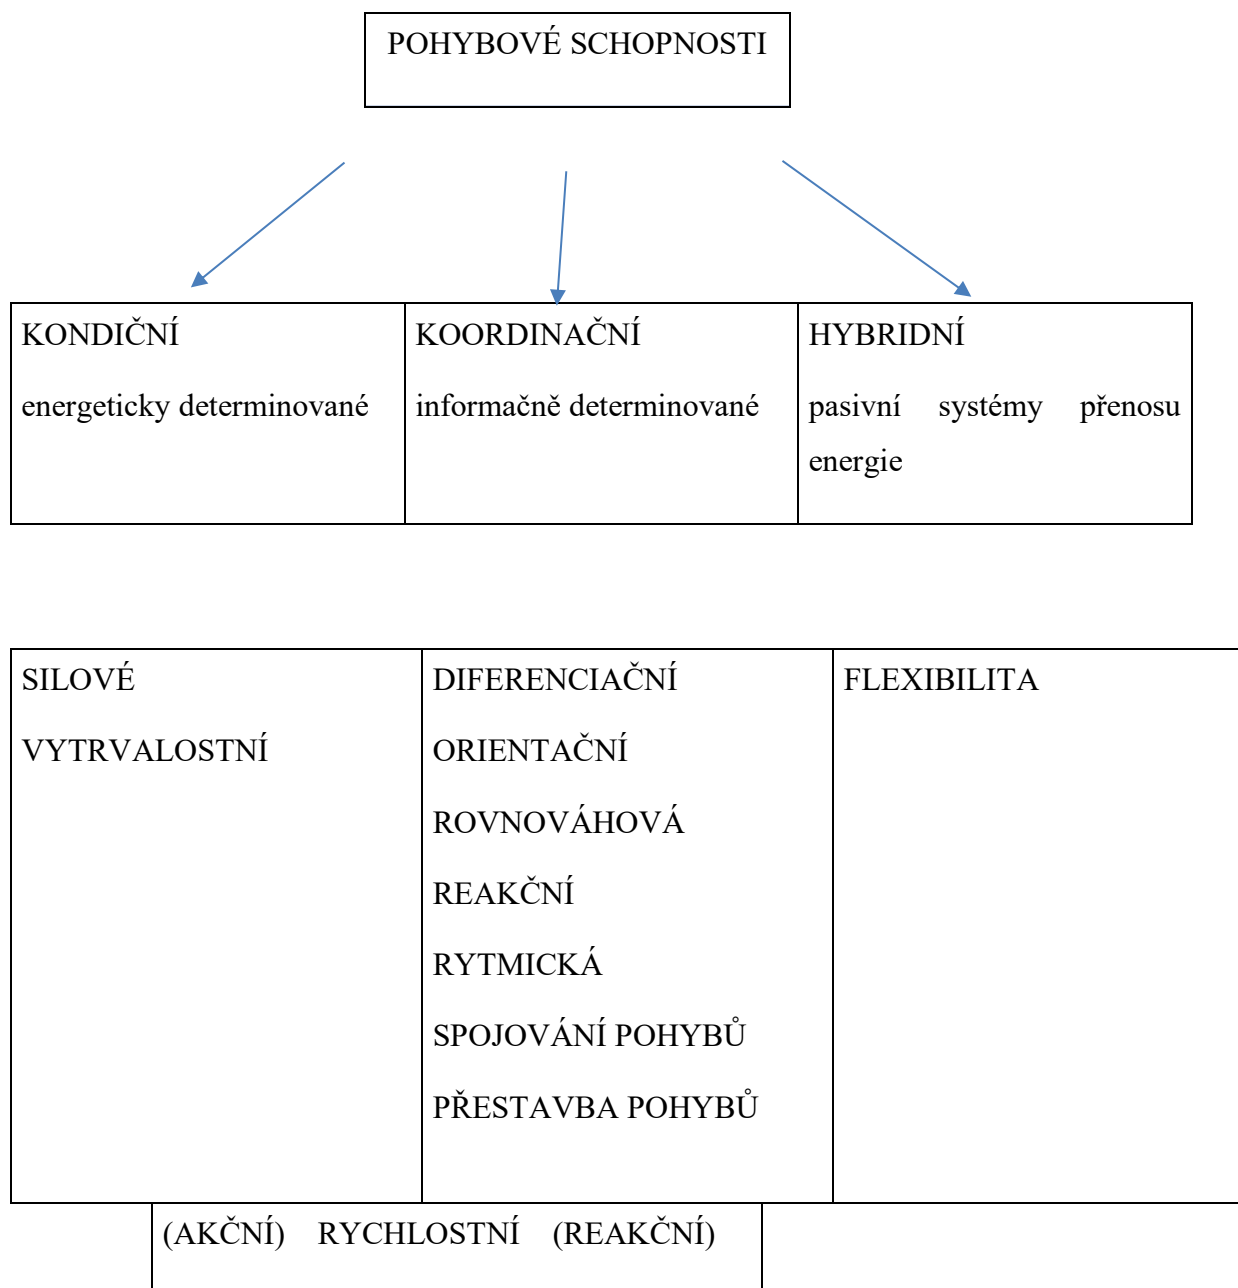 POHYBOVÉ SCHOPNOSTI
KONDIČNÍ
energeticky determinované
KOORDINAČNÍ
informačně determinované
HYBRIDNÍ
pasivní systémy přenosu
energie
SILOVÉ
VYTRVALOSTNÍ
DIFERENCIAČNÍ
ORIENTAČNÍ
ROVNOVÁHOVÁ
REAKČNÍ
RYTMICKÁ
SPOJOVÁNÍ POHYBŮ
PŘESTAVBA POHYBŮ
FLEXIBILITA
(AKČNÍ) RYCHLOSTNÍ (REAKČNÍ)